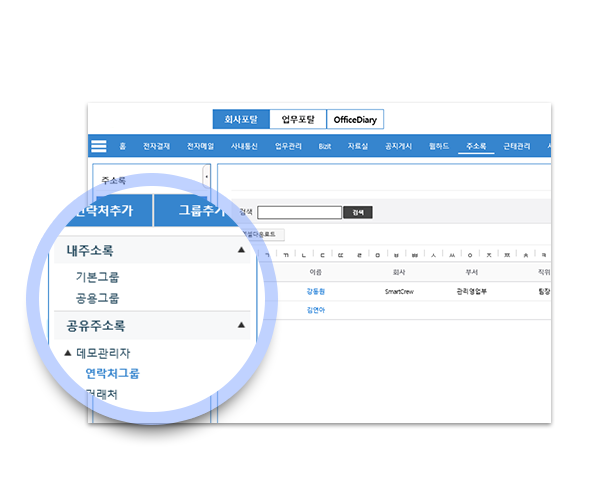 회사포탈 업무포탈 OfficeDiary
홈 전자결재 전자메일 사내통신 업무관리 Bizit 자료실 공지게시 웹하드 주소록 근태관리
주소록
연락처추가 그룹추가
검색 검색
다운로드
내주소록
기본그룹
공용그룹
공유주소록
데모관리자
연락처그룹
거래처
이름 회사 부서 직위
강동원 SmartCrew 관리영업부 팀장
김연아